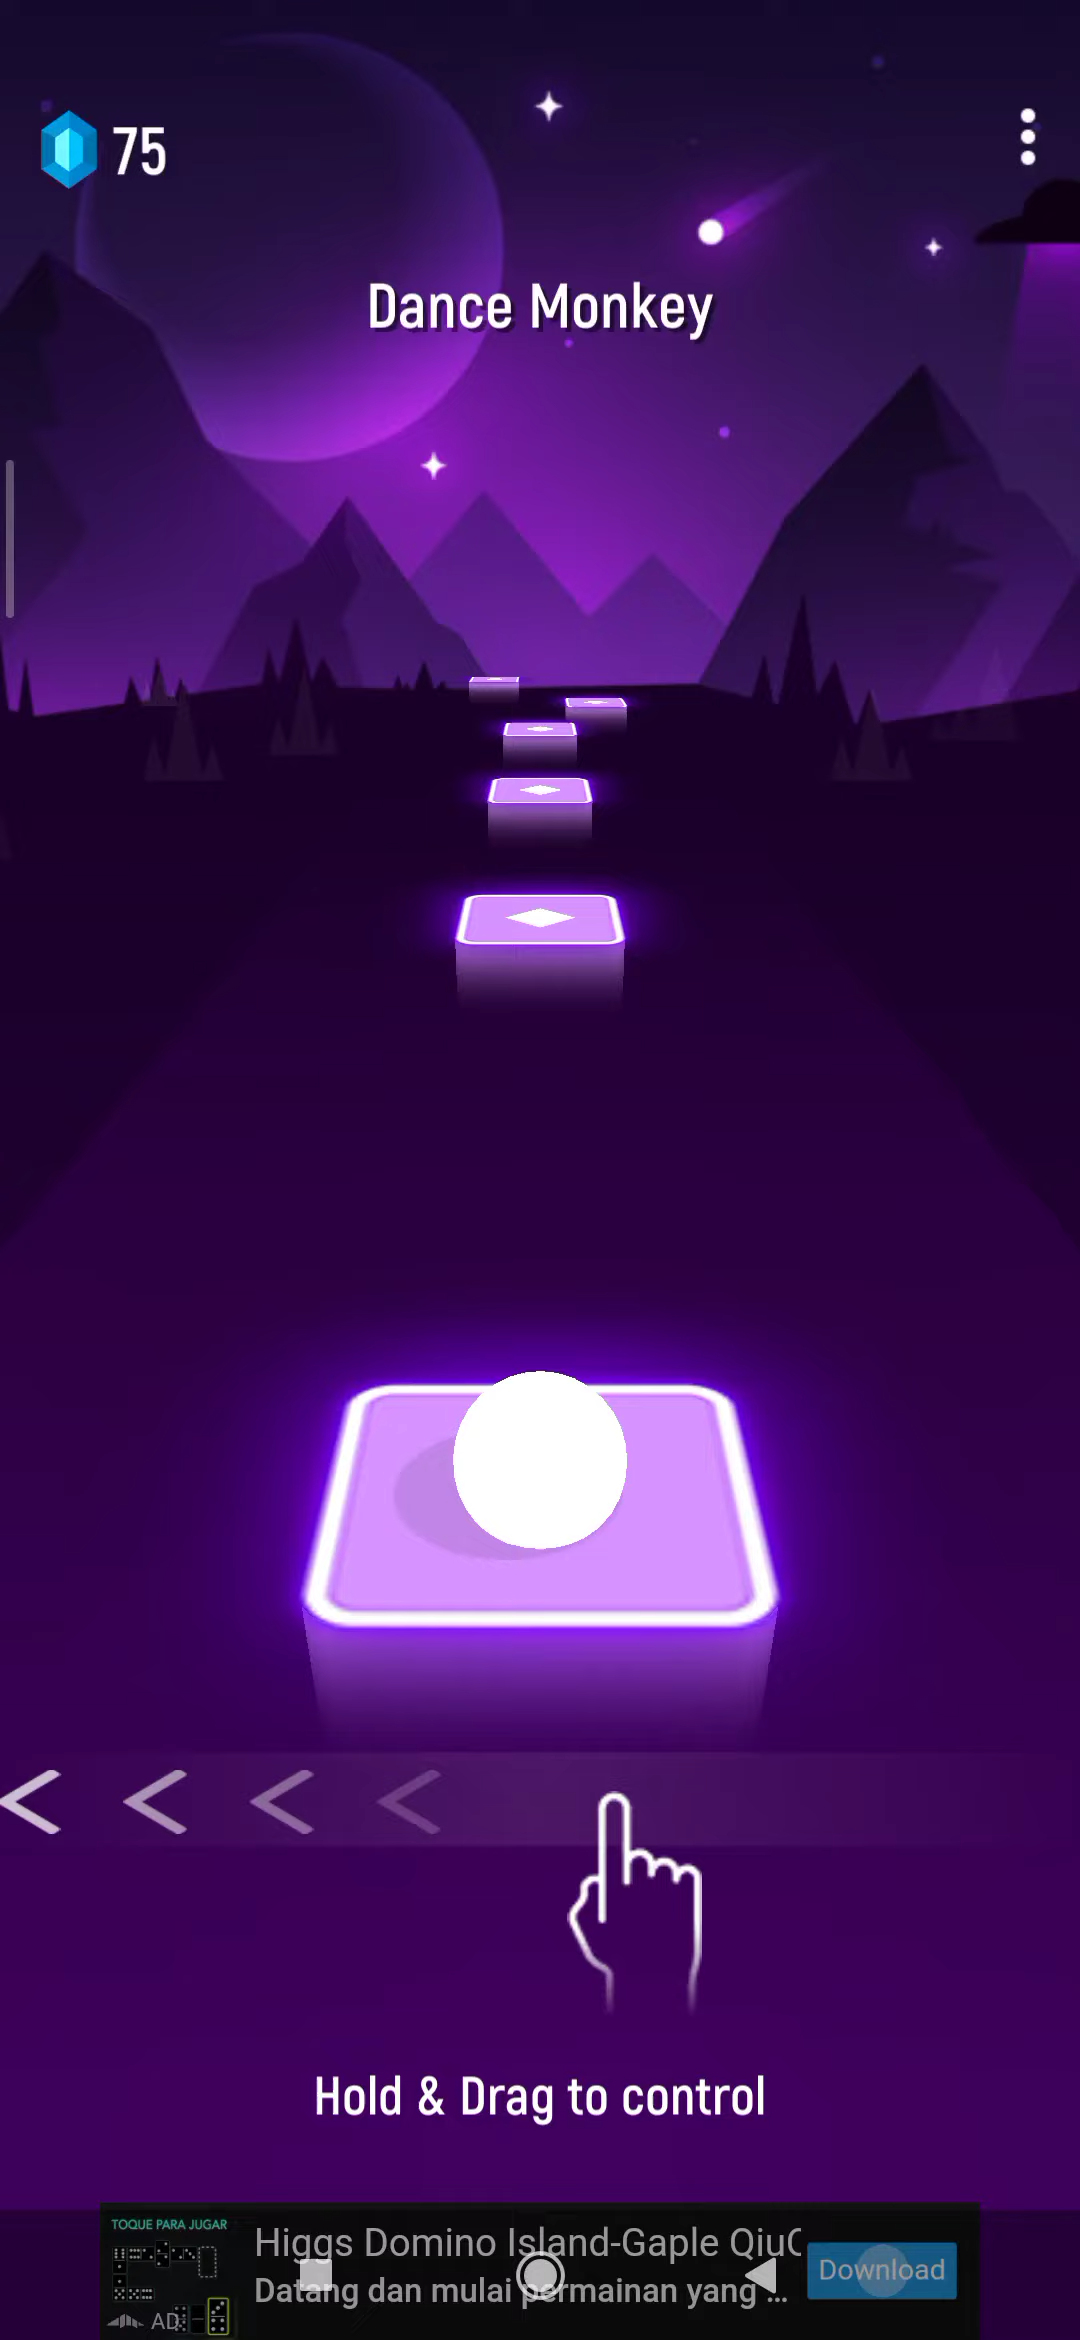 75
Dance Monkey
Hold & Drag to control
TOQUE PARA JUGAR
Higgs Domino Island-Gaple Qiu
Datang dan mulai permainan yang ...
Download
AD